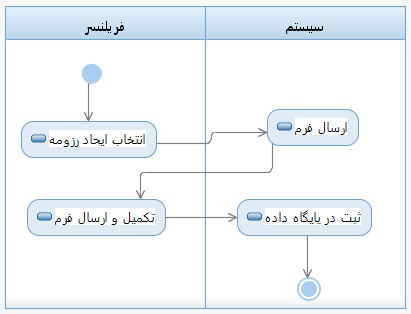 فریلنسر
سیستم
انتخاب ایجاد رزومه
ارسال فرم
تکمیل و ارسال فرم
ثبت در پایگاه داده